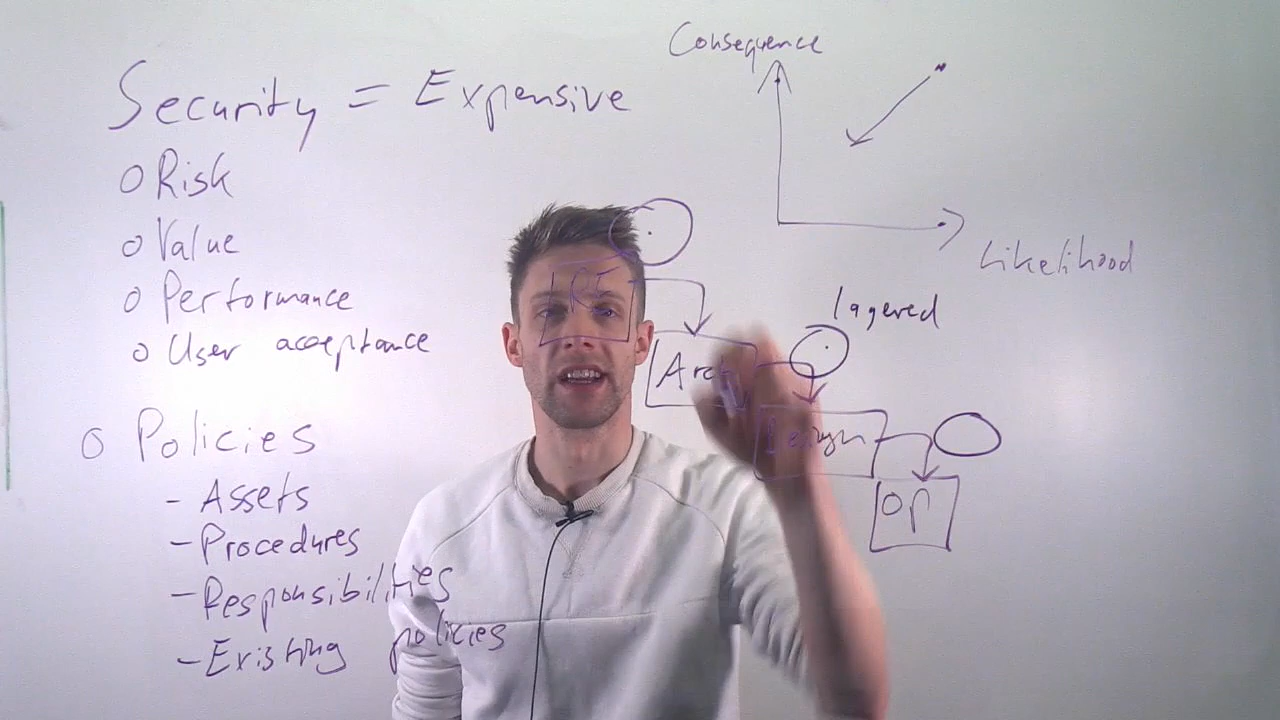 Security = Expensive
o Risk
o Value
o Performance
o User acceptance
o Policies
- Assets
- Procedures
- Responsibilities
- Existing policies
Consequence
Likelihood
layered
Arch
Design
OP